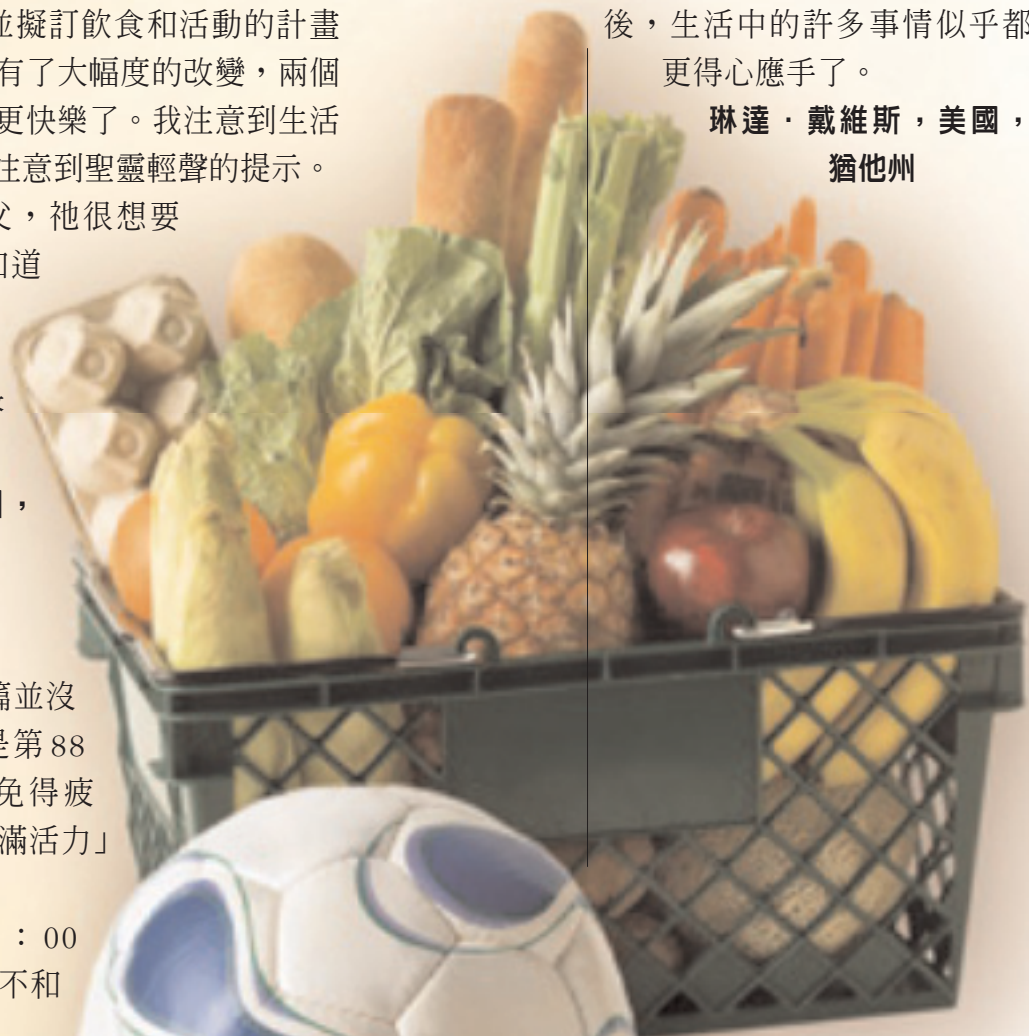 並擬訂飲食和活動的計畫
有了大幅度的改變，兩個
更快樂了。我注意到生活
注意到聖靈輕聲的提示。
父，祂很想要
知道
，
篇並沒
是第 88
免得疲
滿活力」
：00
不和
後，生活中的許多事情似乎都
更得心應手了。
琳達·戴維斯，美國，
猶他州